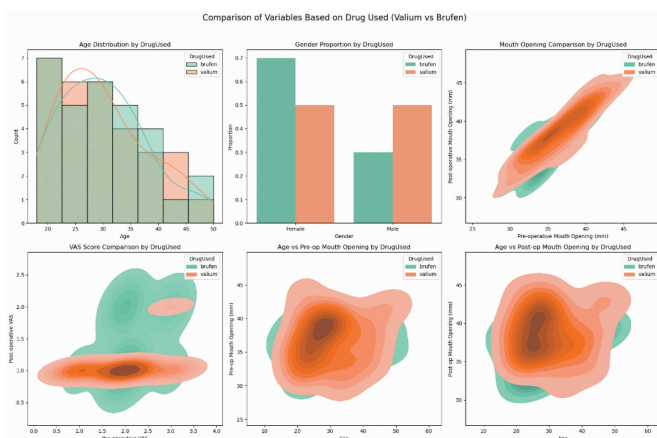 Comparison of Variables Based on Drug Used (Valium vs Brufen)
Age Distribution by DrugUsed
DrugUsed
brufen
valium
7
6
5
4
3
2
1
0
Count
20
25
30
35
40
45
50
Age
Gender Proportion by DrugUsed
DrugUsed
brufen
valium
0.7
0.6
0.5
0.4
0.3
0.2
0.1
0.0
Proportion
Female
Male
Gender
Mouth Opening Comparison by DrugUsed
DrugUsed
brufen
valium
45
40
35
30
Post-operative Mouth Opening (mm)
25
30
35
40
45
Pre-operative Mouth Opening (mm)
VAS Score Comparison by DrugUsed
DrugUsed
brufen
valium
2.5
2.0
1.5
1.0
0.5
Post-operative VAS
0.0
0.5
1.0
1.5
2.0
2.5
3.0
3.5
4.0
Age vs Pre-op Mouth Opening by DrugUsed
DrugUsed
brufen
valium
45
40
35
30
25
Pre-op Mouth Opening (mm)
10
20
30
40
50
60
Age vs Post-op Mouth Opening by DrugUsed
DrugUsed
brufen
valium
45
40
35
30
Post-op Mouth Opening (mm)
10
20
30
40
50
60